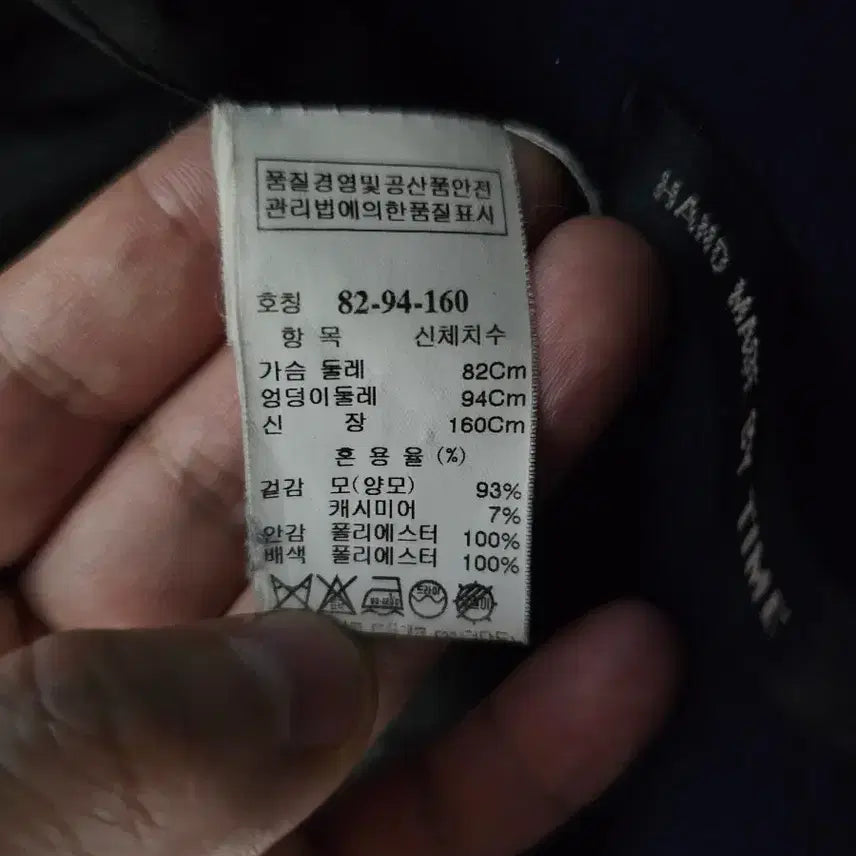 품질경영및공산품안전
관리법에의한품질표시
호칭 82-94-160
항 목 신체치수
가슴 둘레 82Cm
엉덩이둘레 94Cm
신 장 160Cm
혼 용 율 (%)
겉감 모(양모) 93%
캐시미어 7%
안감 폴리에스터 100%
배색 폴리에스터 100%
드라이
HAND MADE BY TIME